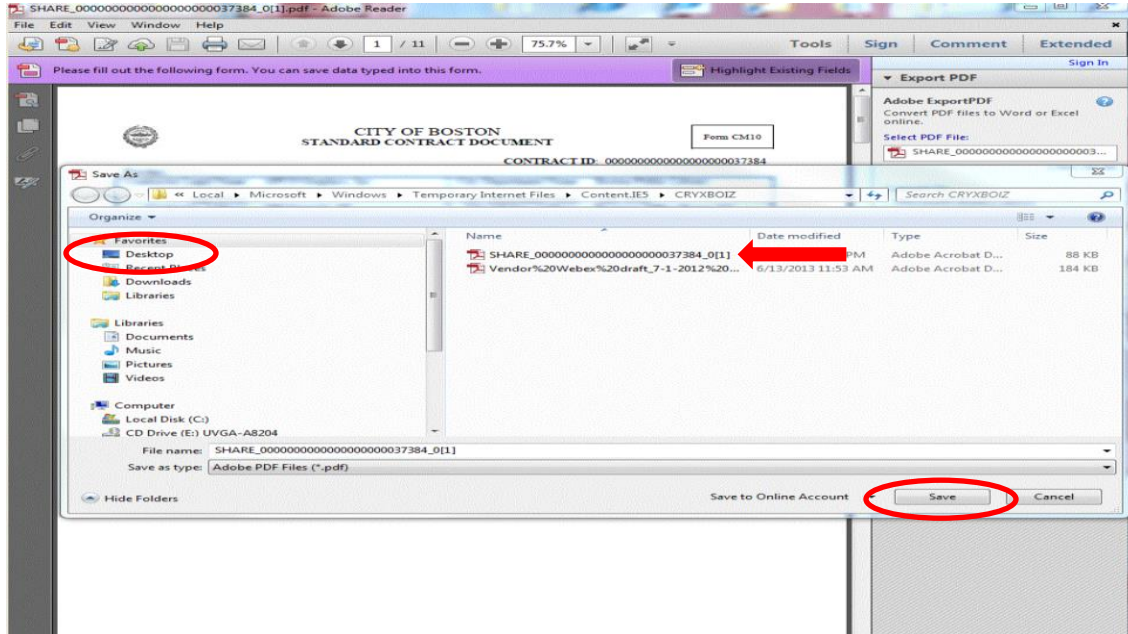 SHARE_0000000000000000000037384_0[1].pdf - Adobe Reader
File Edit View Window Help
1 / 11 75.7% Tools Sign Comment Extended
Please fill out the following form. You can save data typed into this form. Highlight Existing Fields
Sign In
Export PDF
Adobe ExportPDF
Convert PDF files to Word or Excel
online.
Select PDF File:
SHARE_00000000000000000000003...
CITY OF BOSTON
STANDARD CONTRACT DOCUMENT
Form CM10
CONTRACT ID: 0000000000000000000037384
Save As
« Local Microsoft Windows Temporary Internet Files Content.IE5 CRYXBOIZ Search CRYXBOIZ
Organize
Name Date modified Type Size
Favorites
Desktop
Recent Places
Downloads
Libraries
SHARE_0000000000000000000037384_0[1] PM Adobe Acrobat D... 88 KB
Vendor%20Webex%20draft_7-1-2012%20... 6/13/2013 11:53 AM Adobe Acrobat D... 184 KB
Libraries
Documents
Music
Pictures
Videos
Computer
Local Disk (C:)
CD Drive (E:) UVGA-A8204
File name: SHARE_0000000000000000000037384_0[1]
Save as type: Adobe PDF Files (*.pdf)
Hide Folders Save to Online Account Save Cancel